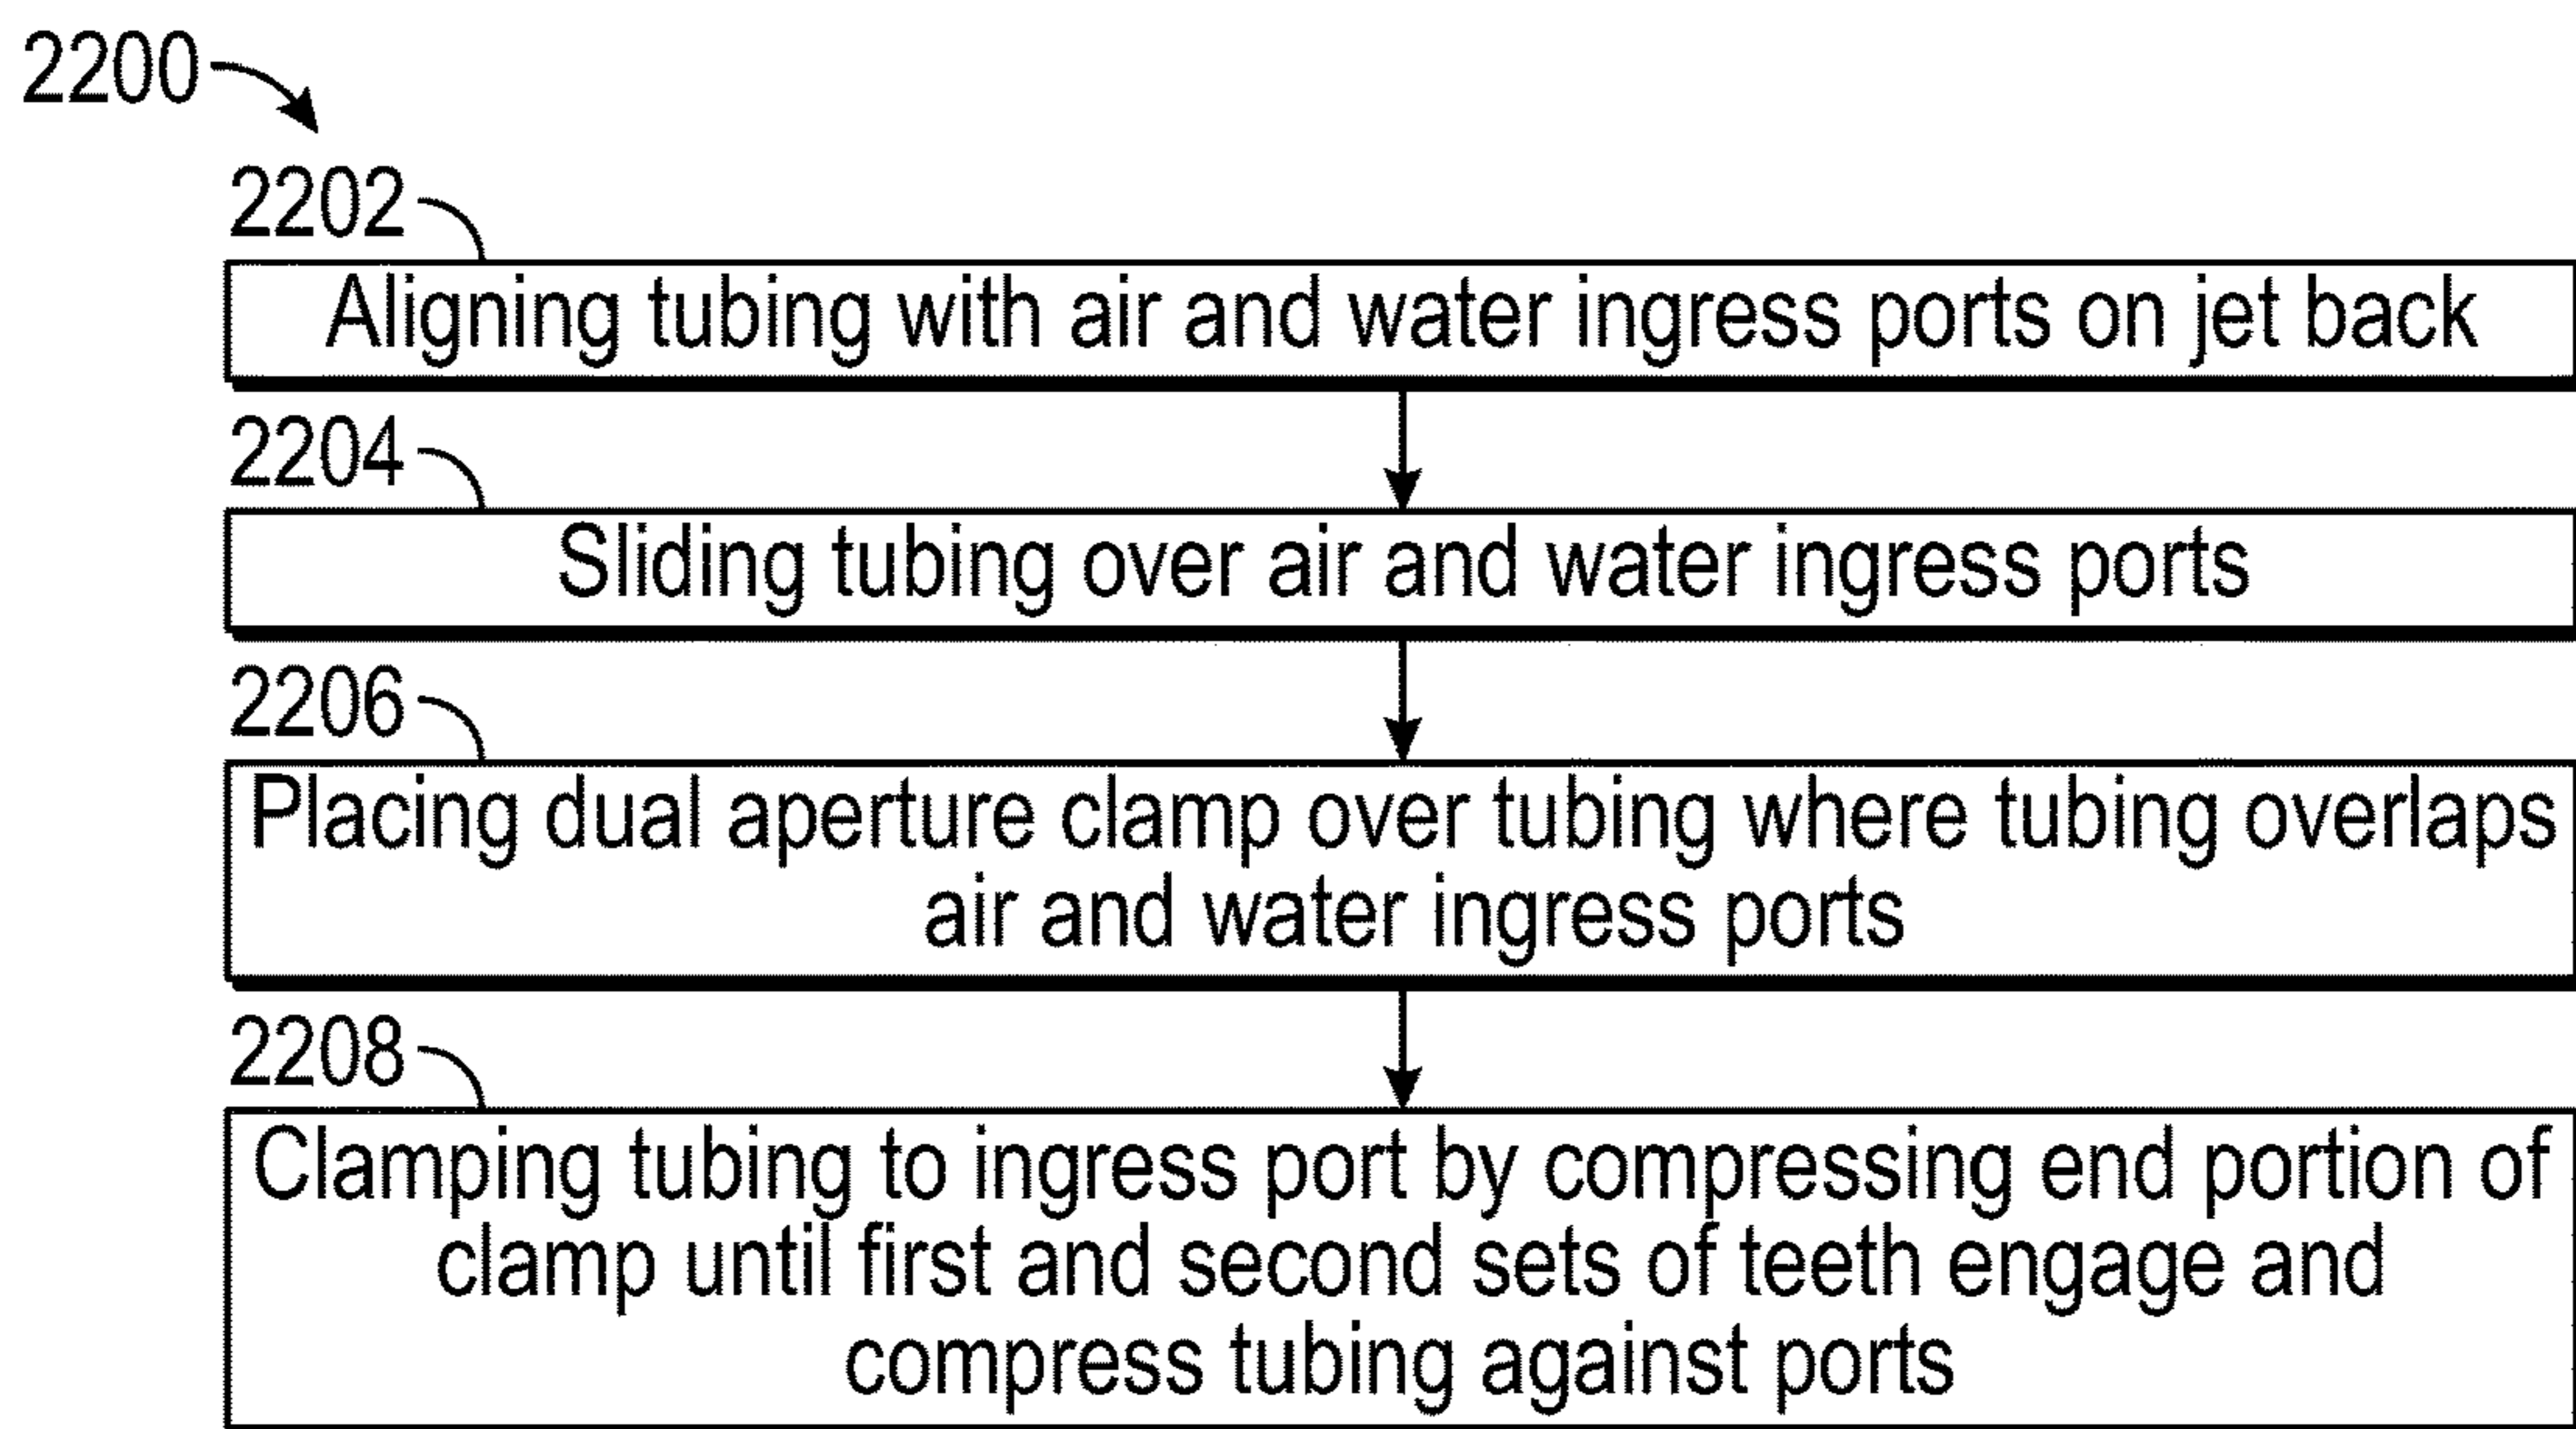 2200
2202
Aligning tubing with air and water ingress ports on jet back
2204
Sliding tubing over air and water ingress ports
2206
Placing dual aperture clamp over tubing where tubing overlaps
air and water ingress ports
2208
Clamping tubing to ingress port by compressing end portion of
clamp until first and second sets of teeth engage and
compress tubing against ports